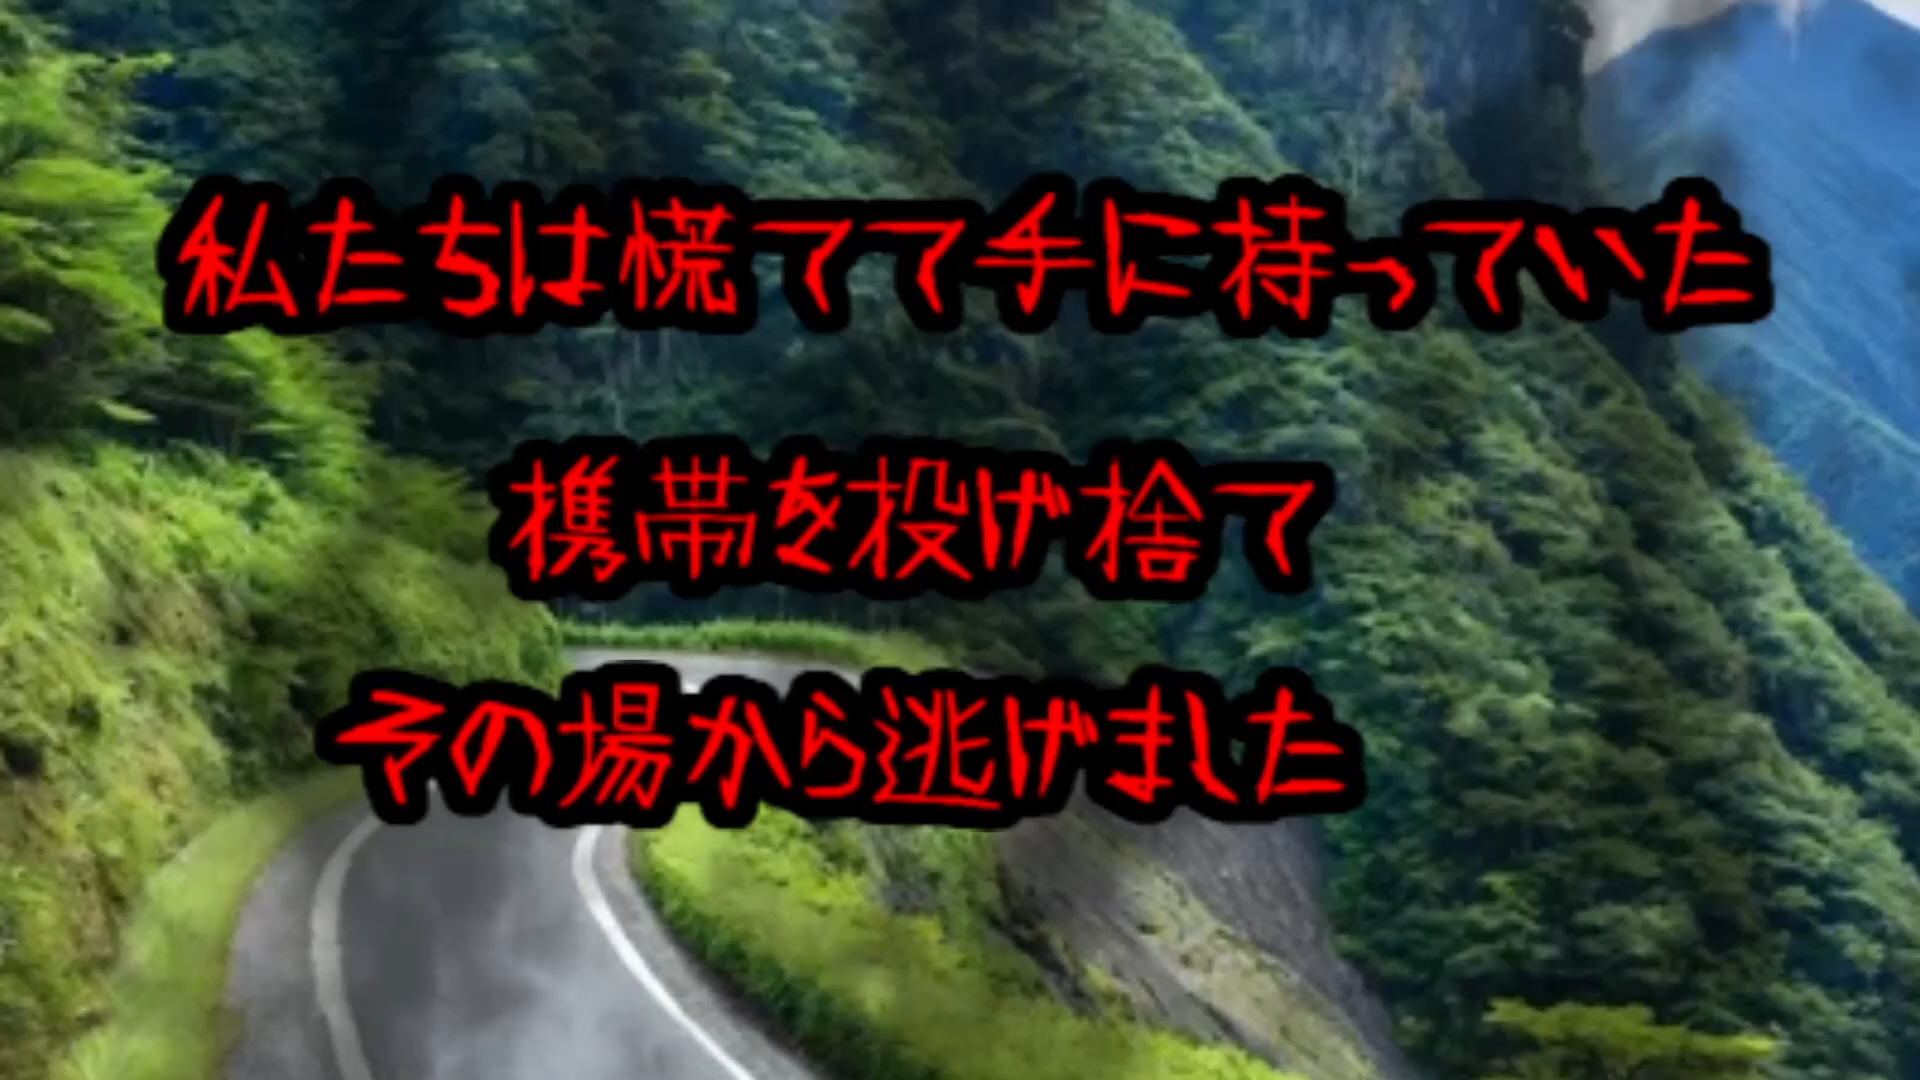 私たちは慌てて手に持っていた
携帯を投げ捨て
その場から逃げました